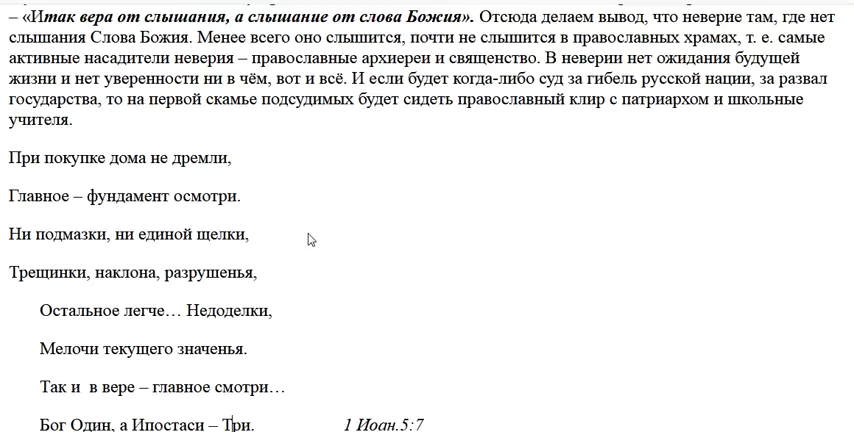 – «Итак вера от слышания, а слышание от слова Божия». Отсюда делаем вывод, что неверие там, где нет
слышания Слова Божия. Менее всего оно слышится, почти не слышится в православных храмах, т. е. самые
активные насадители неверия – православные архиереи и священство. В неверии нет ожидания будущей
жизни и нет уверенности ни в чём, вот и всё. И если будет когда-либо суд за гибель русской нации, за развал
государства, то на первой скамье подсудимых будет сидеть православный клир с патриархом и школьные
учителя.
При покупке дома не дремли,
Главное – фундамент осмотри.
Ни подмазки, ни единой щелки,
Трещинки, наклона, разрушенья,
Остальное легче… Недоделки,
Мелочи текущего значенья.
Так и в вере – главное смотри…
Бог Один, а Ипостаси – Три. 1 Иоан.5:7